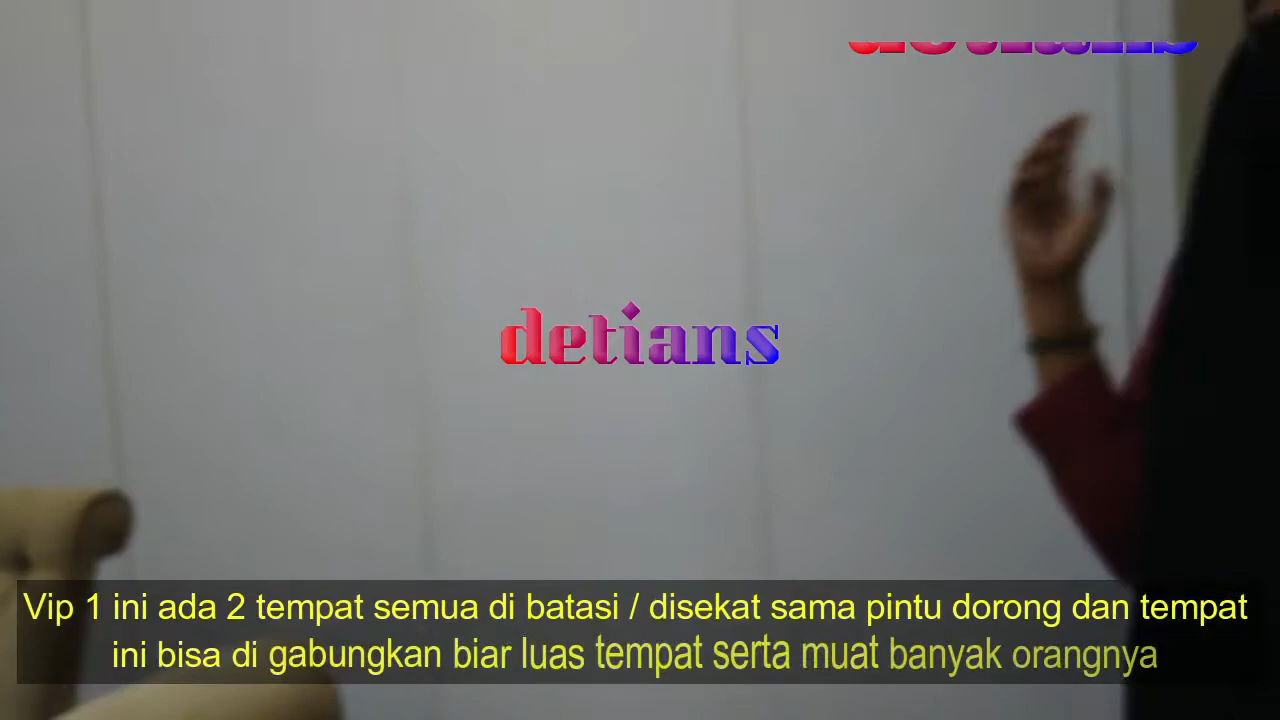 detians
detians
Vip 1 ini ada 2 tempat semua di batasi / disekat sama pintu dorong dan tempat
ini bisa di gabungkan biar luas tempat serta muat banyak orangnya